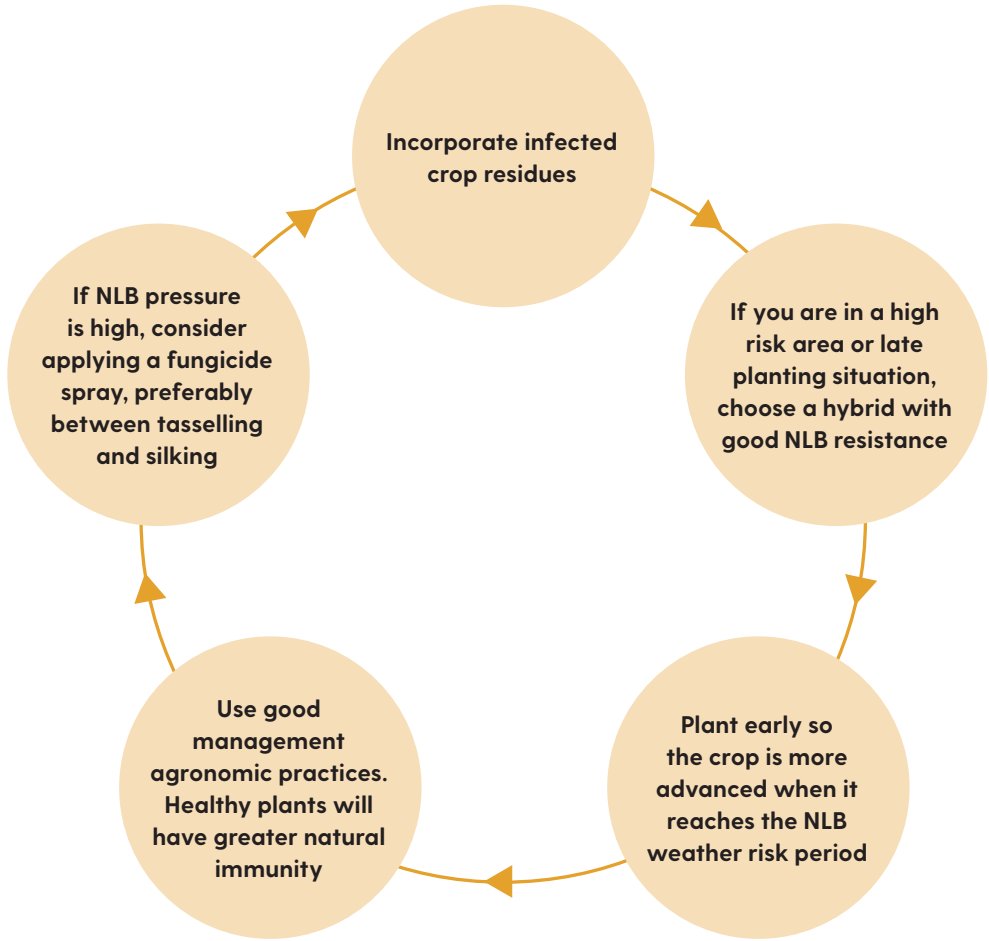 Incorporate infected
crop residues
If you are in a high
risk area or late
planting situation,
choose a hybrid with
good NLB resistance
Plant early so
the crop is more
advanced when it
reaches the NLB
weather risk period
Use good
management
agronomic practices.
Healthy plants will
have greater natural
immunity
If NLB pressure
is high, consider
applying a fungicide
spray, preferably
between tasselling
and silking